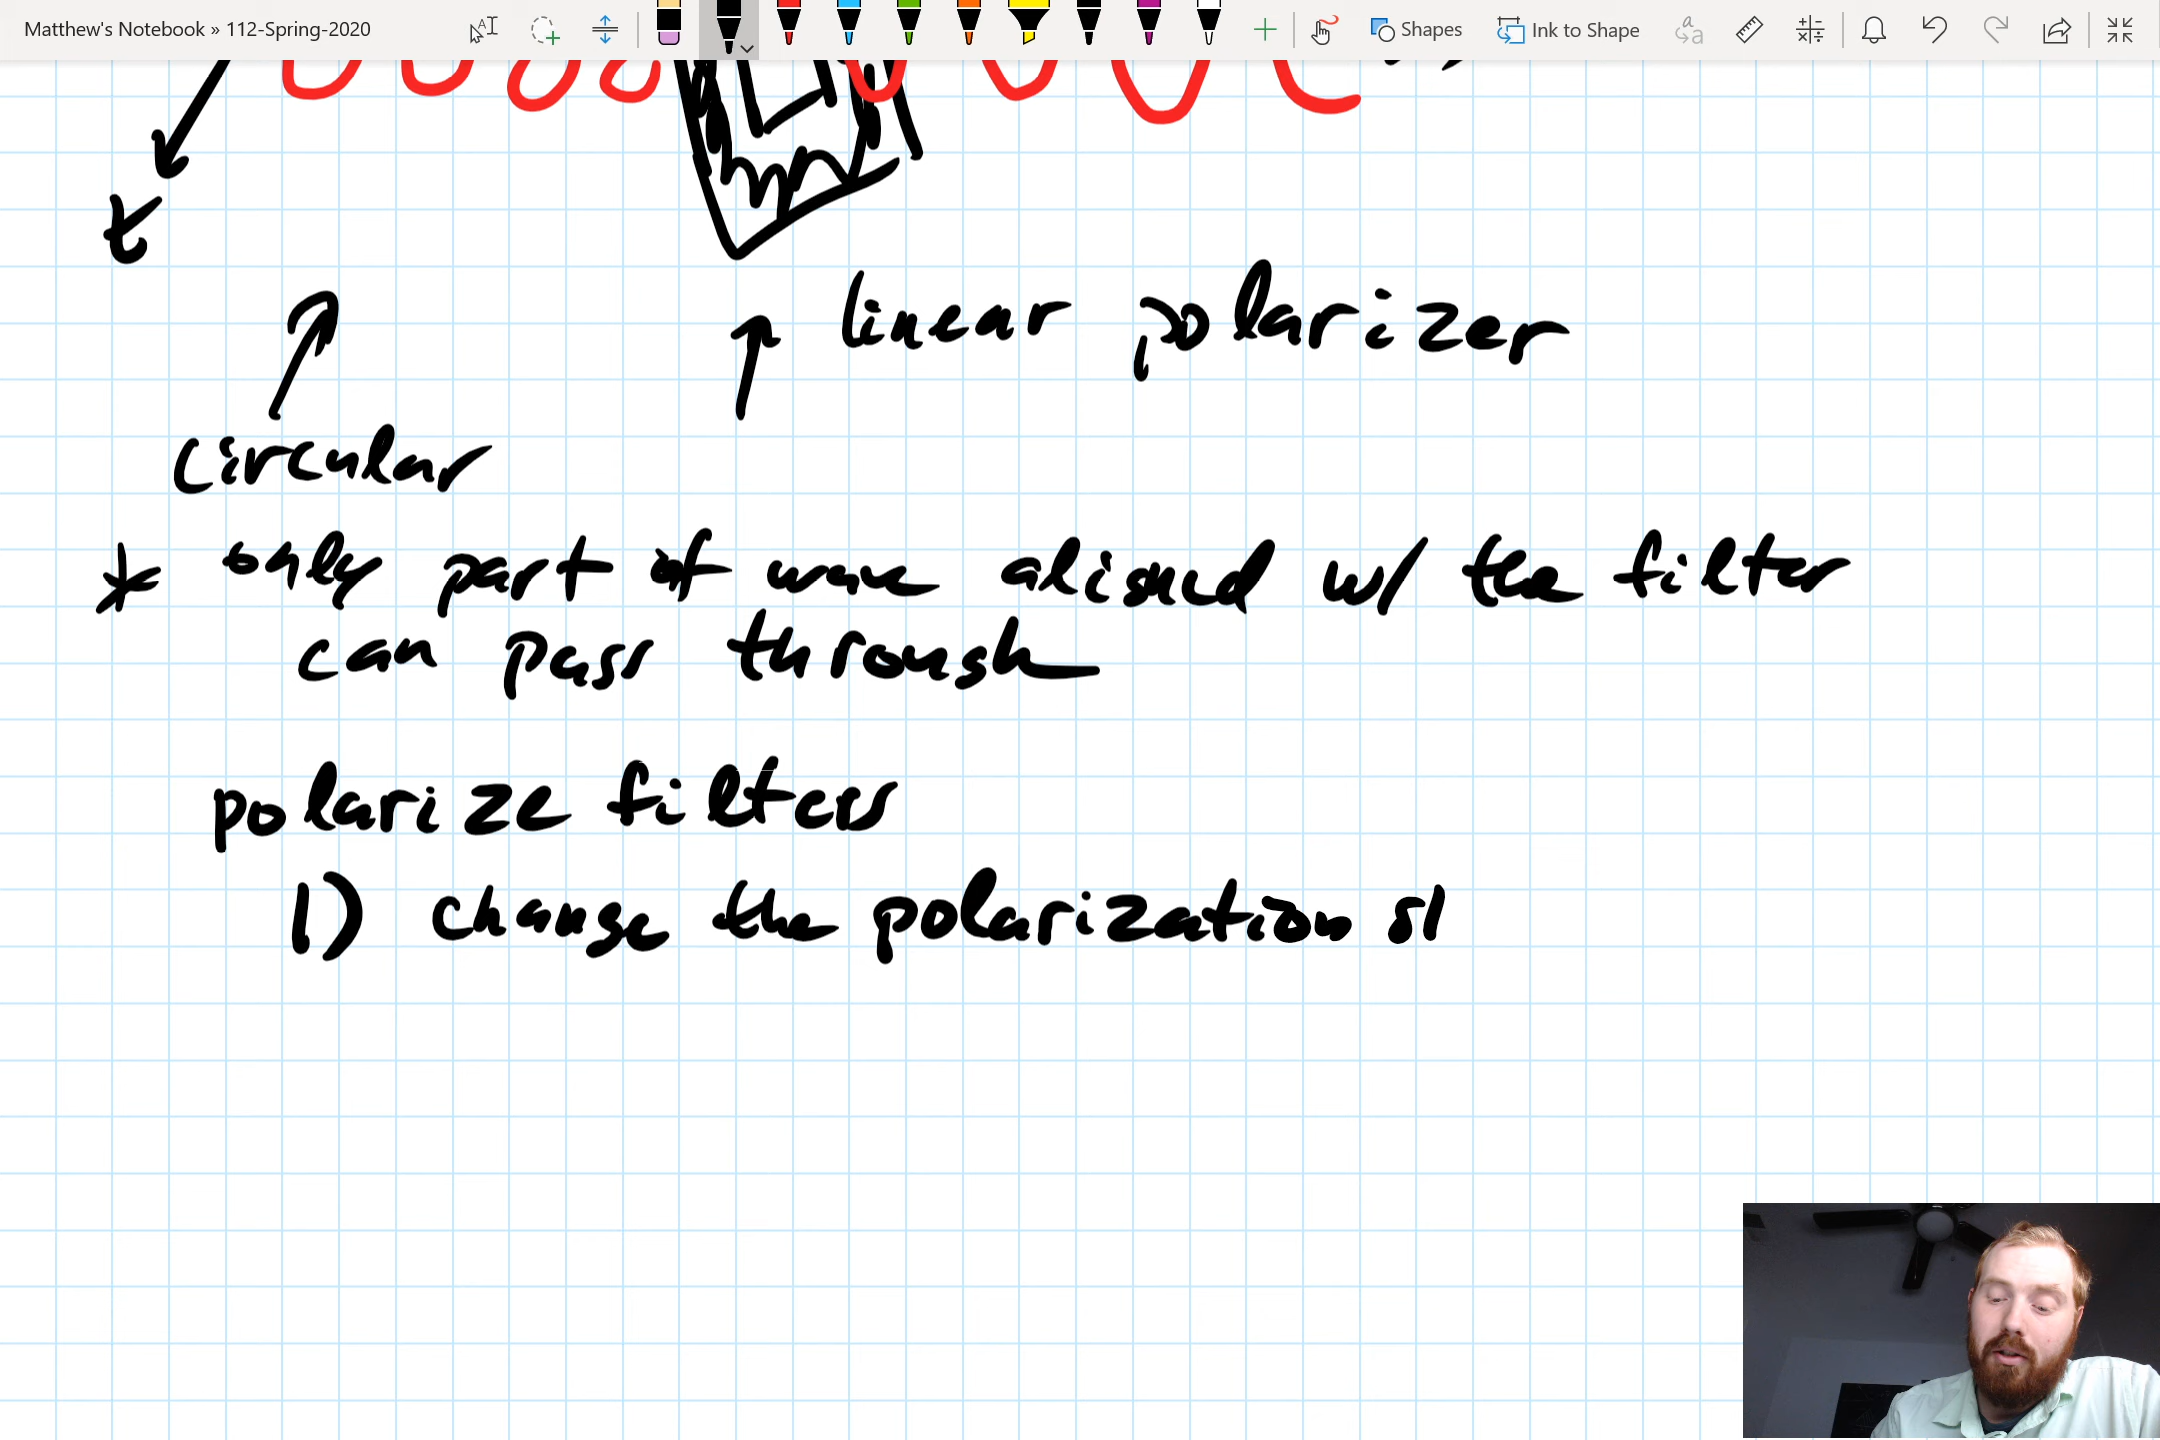 Matthew's Notebook » 112-Spring-2020
Shapes
Ink to Shape
t
linear polarizer
circular
* only part of wave aligned w/ the filter
can pass through
polarize filters
1) change the polarization st